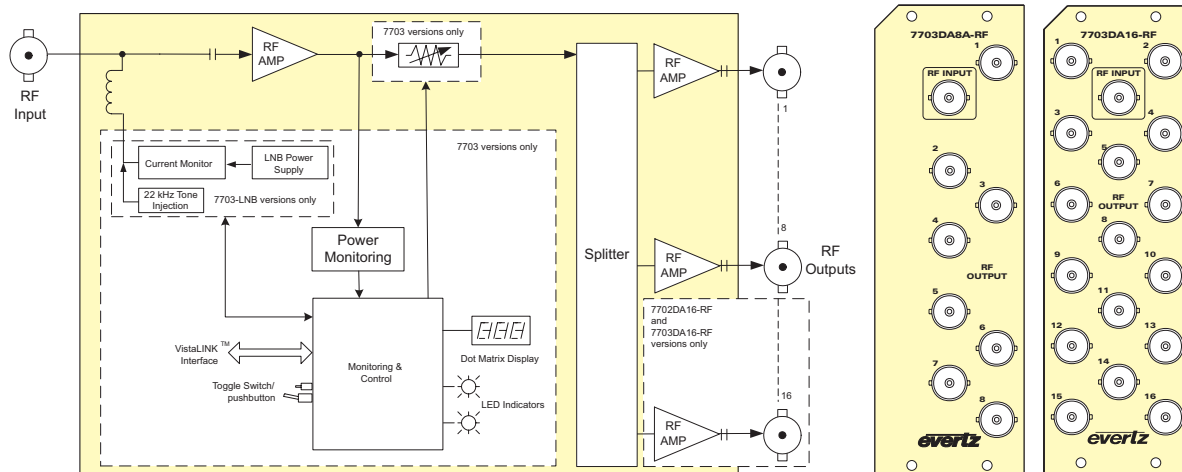 RF
Input
RF
AMP
7703 versions only
RF
AMP
1
7703 versions only
Current Monitor
LNB Power
Supply
22 kHz Tone
Injection
7703-LNB versions only
Power
Monitoring
Splitter
RF
AMP
8
RF
Outputs
VistaLINK TM
Interface
Toggle Switch/
pushbutton
Monitoring &
Control
Dot Matrix Display
LED Indicators
7702DA16-RF
and
7703DA16-RF
versions only
RF
AMP
16
7703DA8A-RF
1
RF INPUT
2
3
4
RF
OUTPUT
5
6
7
8
evertz
7703DA16-RF
1
2
RF INPUT
3
4
5
6
RF
OUTPUT
7
8
9
10
11
12
13
14
15
16
evertz